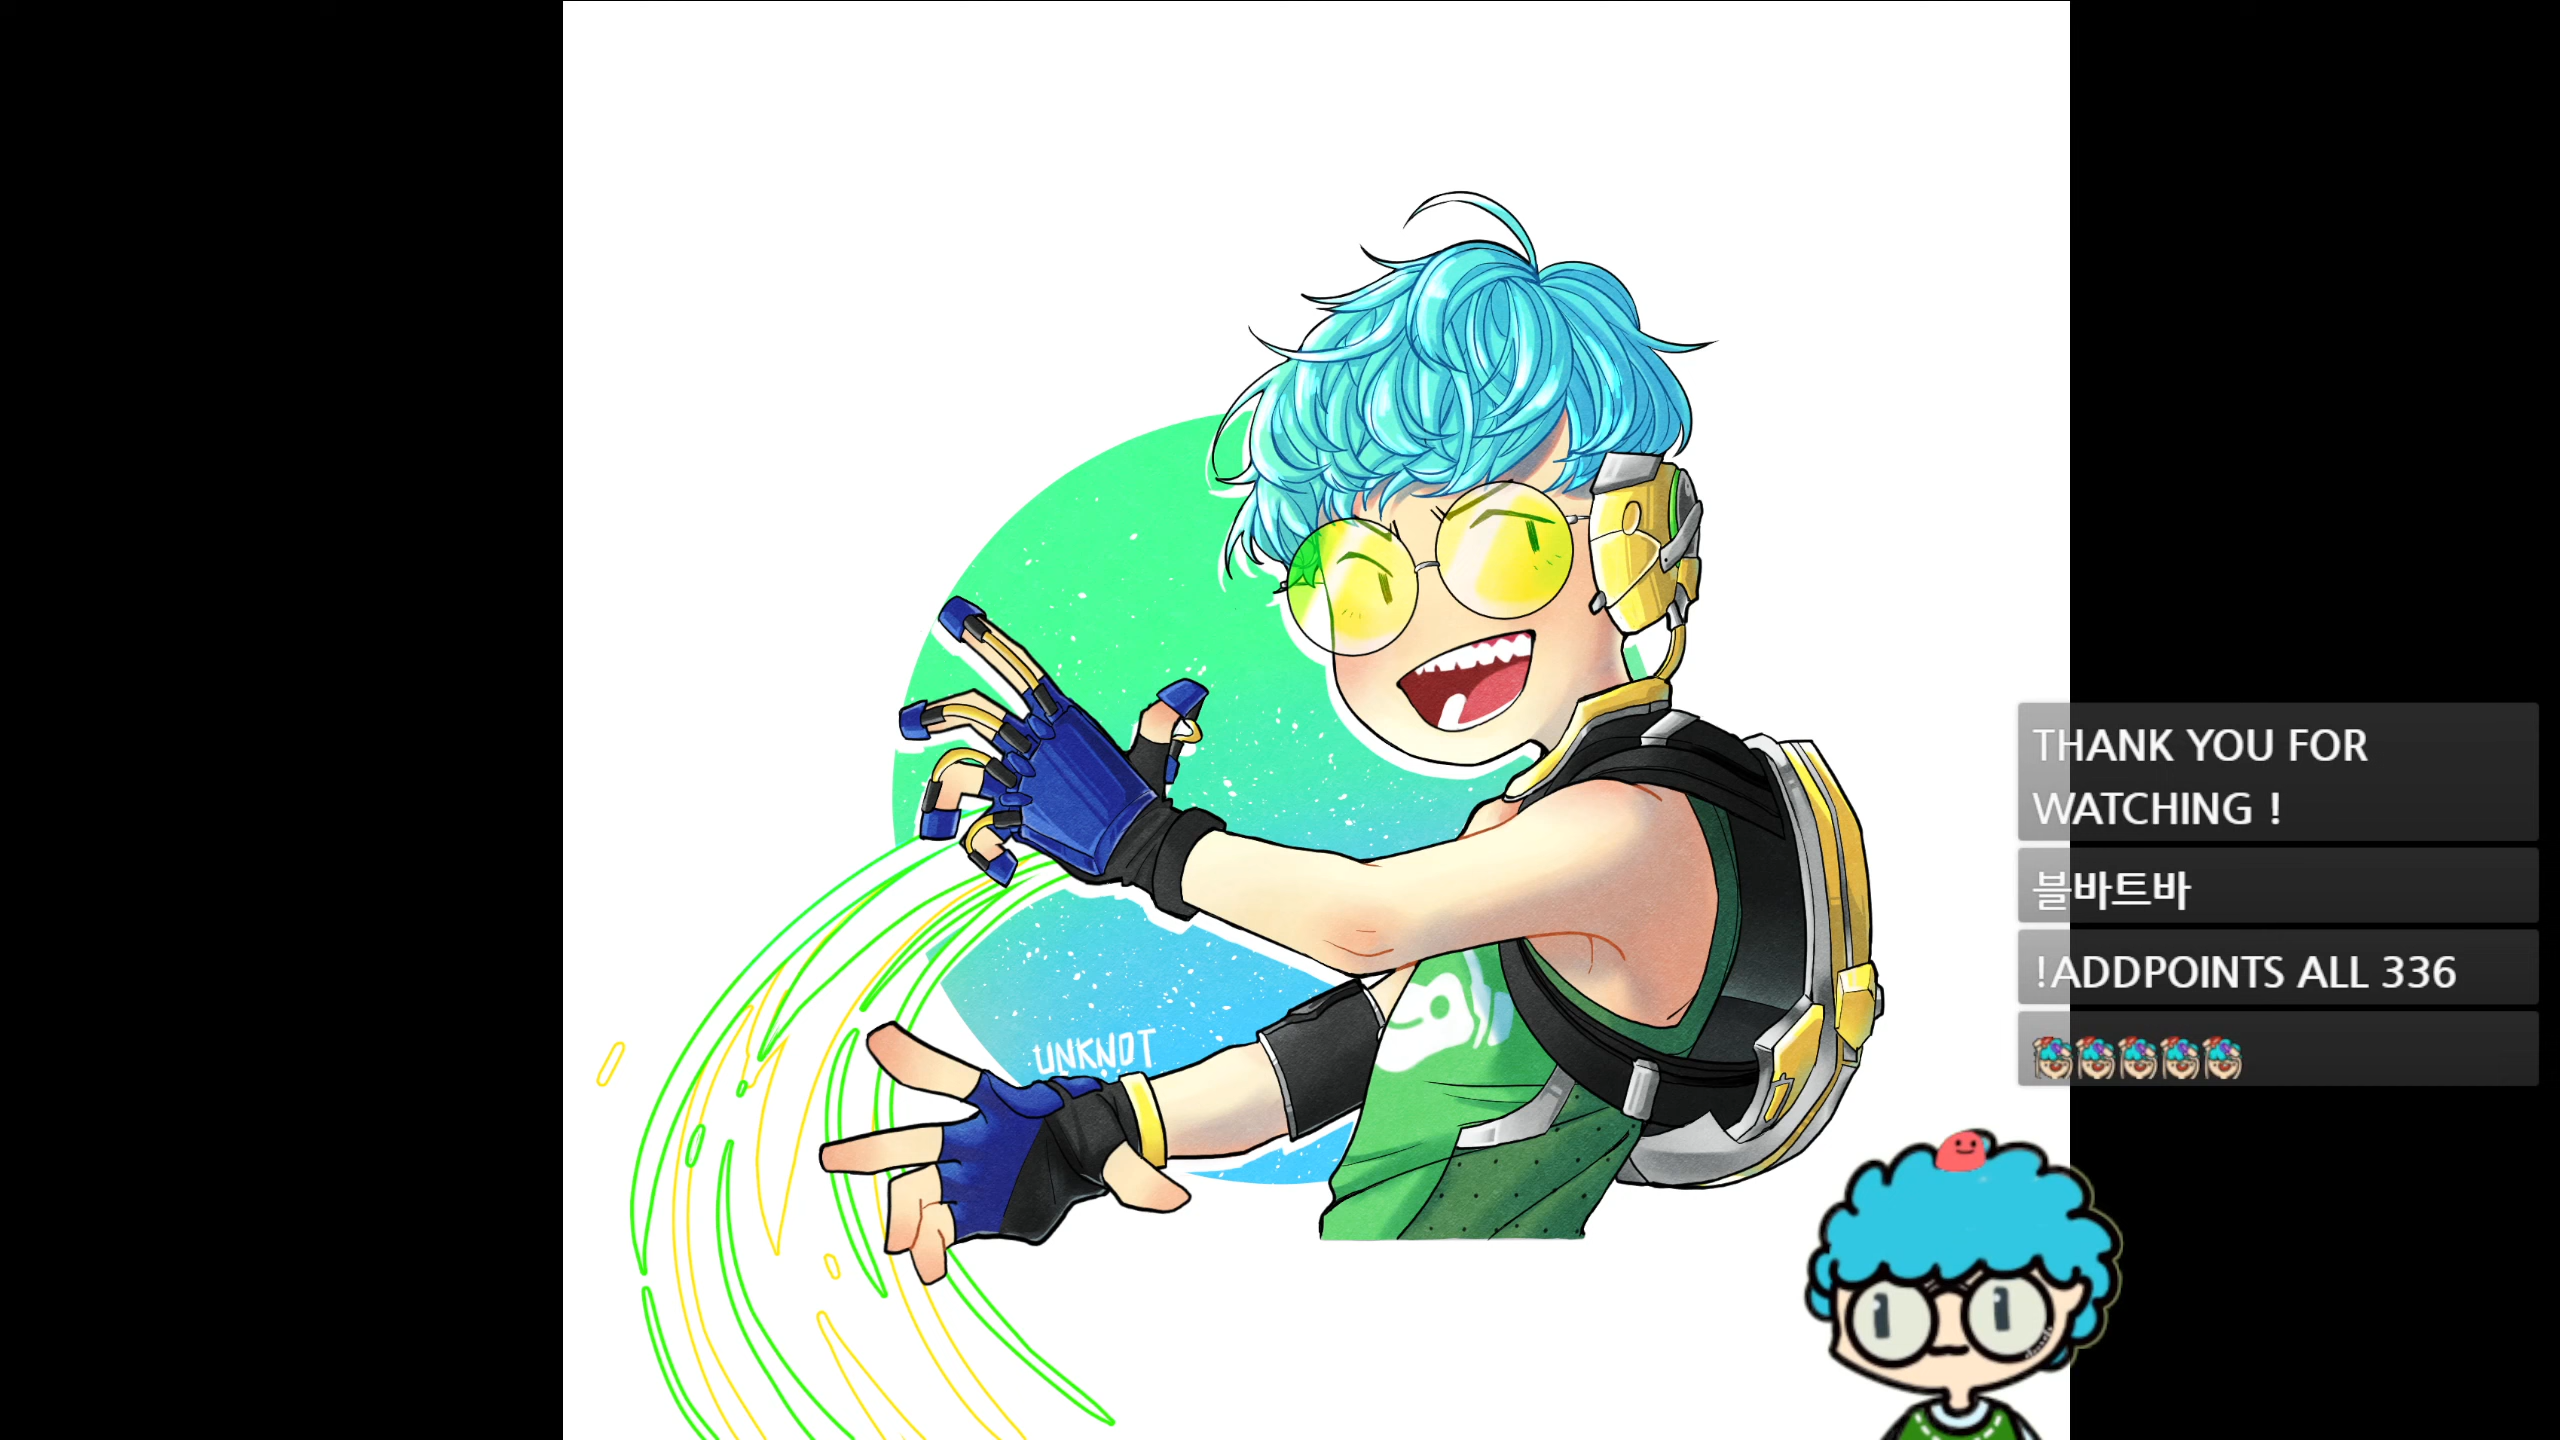 UNKNOT
THANK YOU FOR
WATCHING !
블바트바
!ADDPOINTS ALL 336